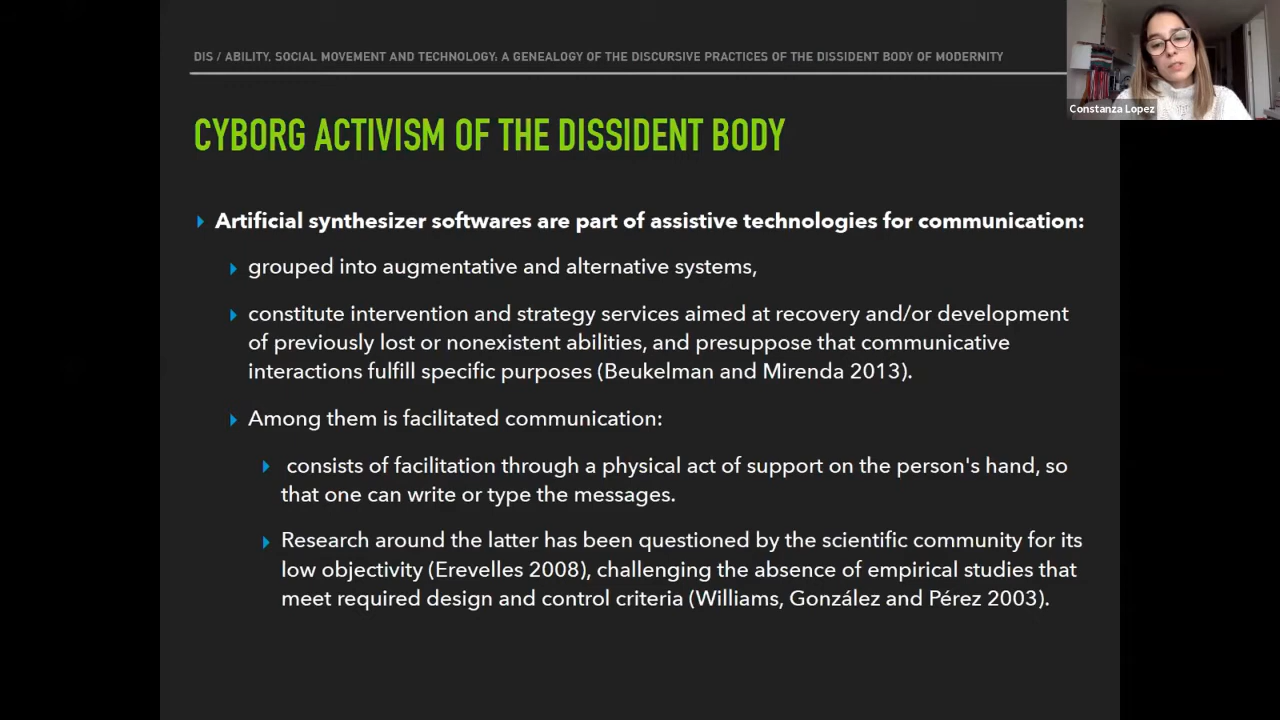 DIS / ABILITY, SOCIAL MOVEMENT AND TECHNOLOGY: A GENEALOGY OF THE DISCURSIVE PRACTICES OF THE DISSIDENT BODY OF MODERNITY
Constanza Lopez
CYBORG ACTIVISM OF THE DISSIDENT BODY
Artificial synthesizer softwares are part of assistive technologies for communication:
grouped into augmentative and alternative systems,
constitute intervention and strategy services aimed at recovery and/or development
of previously lost or nonexistent abilities, and presuppose that communicative
interactions fulfill specific purposes (Beukelman and Mirenda 2013).
Among them is facilitated communication:
consists of facilitation through a physical act of support on the person's hand, so
that one can write or type the messages.
Research around the latter has been questioned by the scientific community for its
low objectivity (Erevelles 2008), challenging the absence of empirical studies that
meet required design and control criteria (Williams, González and Pérez 2003).